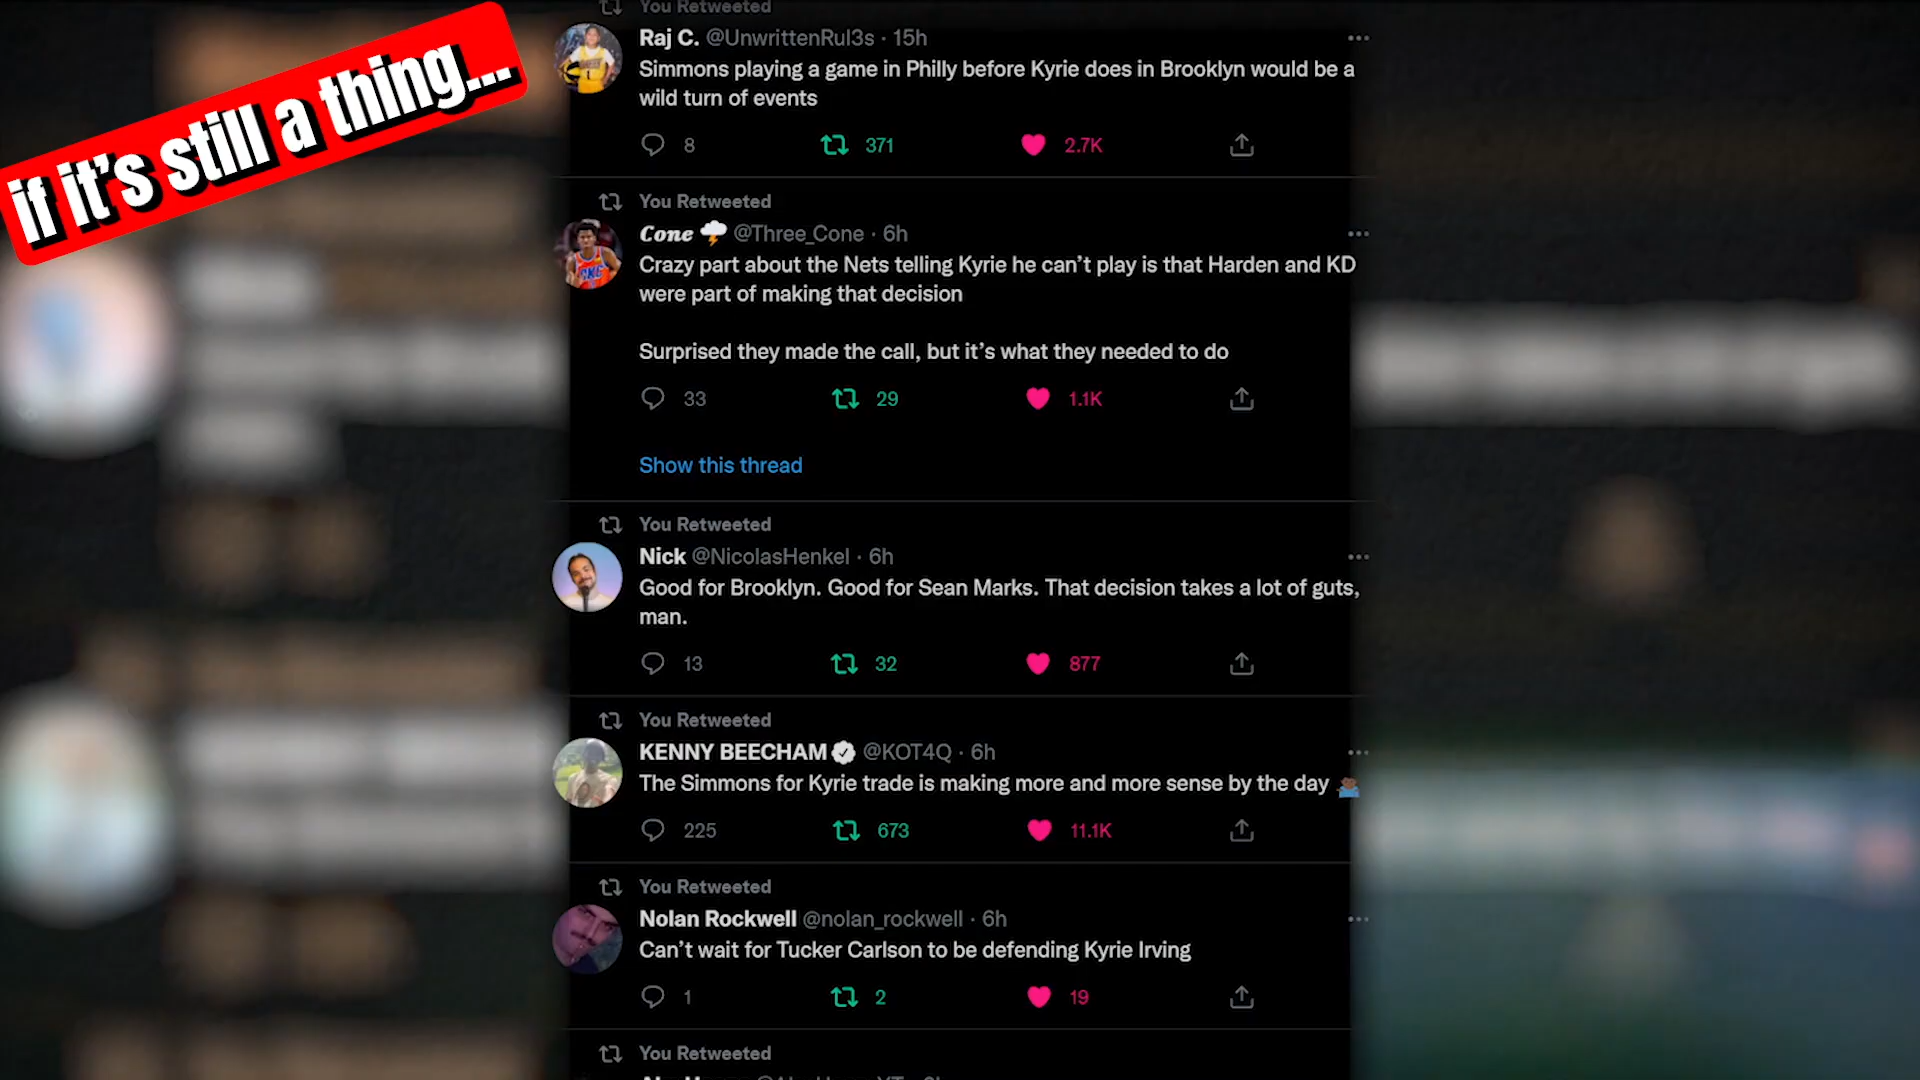 You Retweeted
if it's still a thing...
Raj C. @UnwrittenRul3s · 15h
Simmons playing a game in Philly before Kyrie does in Brooklyn would be a
wild turn of events
8 371 2.7K
You Retweeted
Cone @Three_Cone · 6h
Crazy part about the Nets telling Kyrie he can’t play is that Harden and KD
were part of making that decision
Surprised they made the call, but it’s what they needed to do
33 29 1.1K
Show this thread
You Retweeted
Nick @NicolasHenkel · 6h
Good for Brooklyn. Good for Sean Marks. That decision takes a lot of guts,
man.
13 32 877
You Retweeted
KENNY BEECHAM @KOT4Q · 6h
The Simmons for Kyrie trade is making more and more sense by the day
225 673 11.1K
You Retweeted
Nolan Rockwell @nolan_rockwell · 6h
Can’t wait for Tucker Carlson to be defending Kyrie Irving
1 2 19
You Retweeted